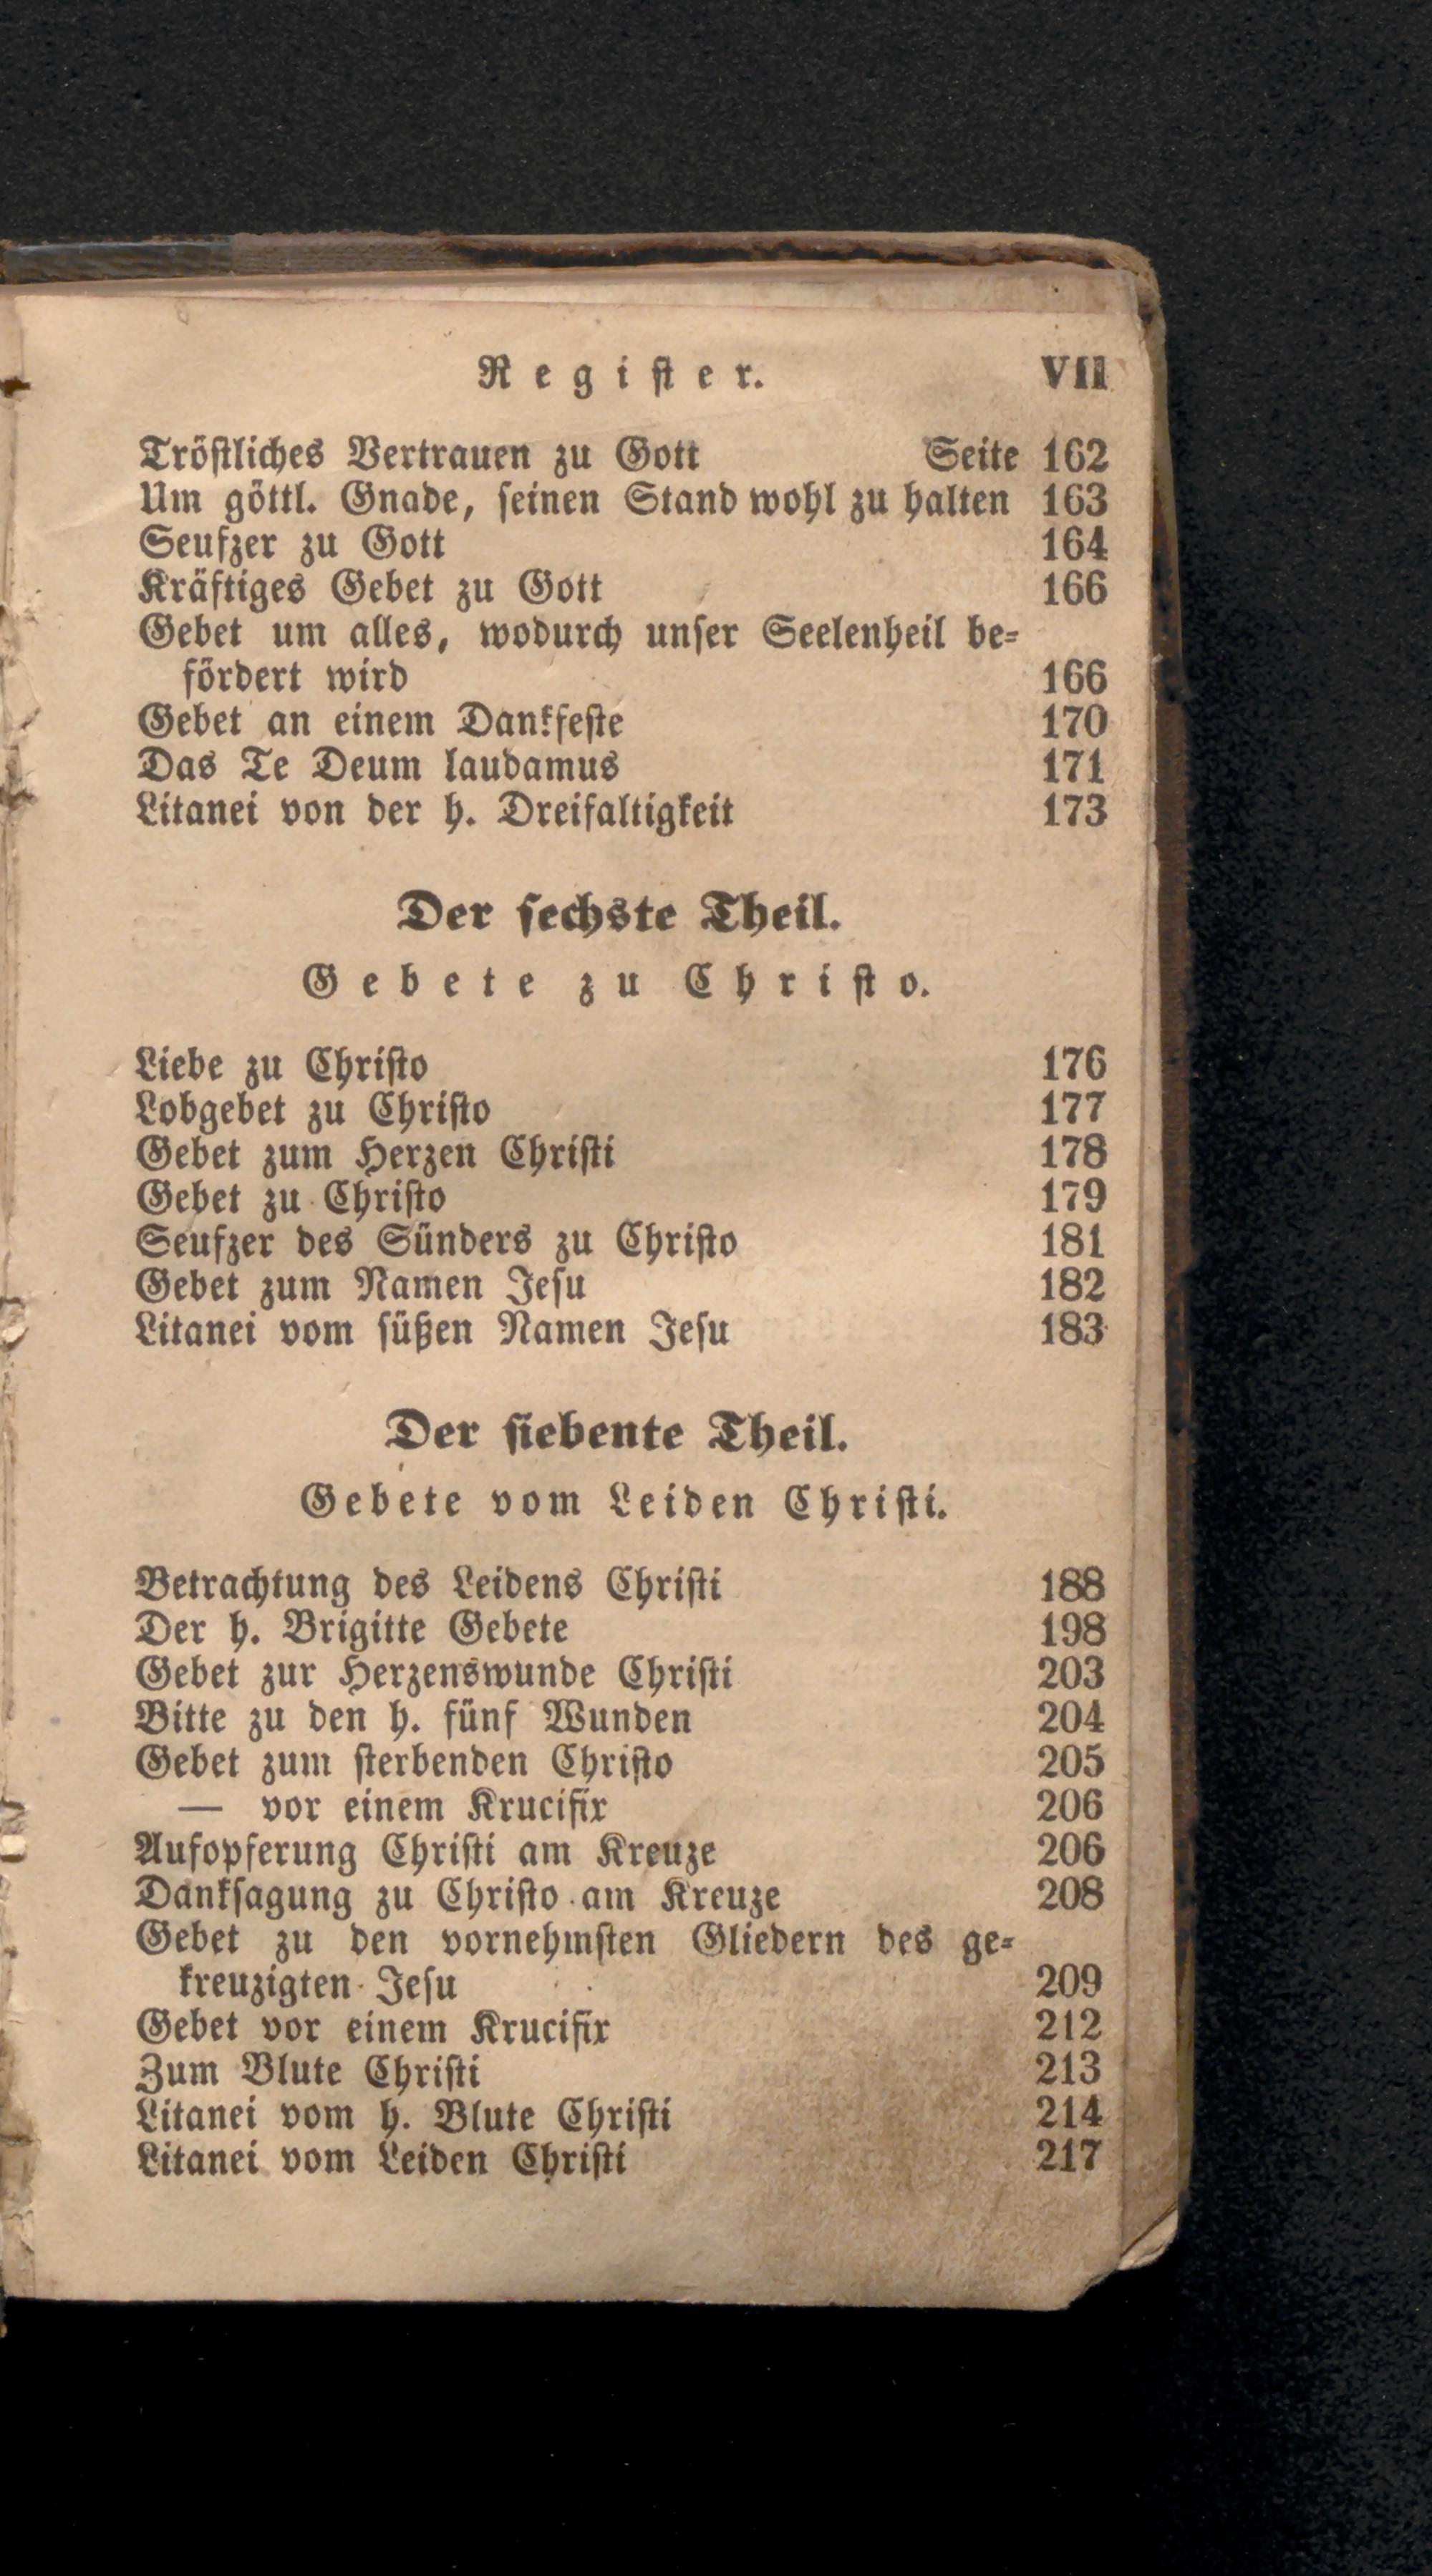 Register. VII
Tröstliches Vertrauen zu Gott Seite 162
Um göttl. Gnade, seinen Stand wohl zu halten 163
Seufzer zu Gott 164
Kräftiges Gebet zu Gott 166
Gebet um alles, wodurch unser Seelenheil be-
fördert wird 166
Gebet an einem Dankfeste 170
Das Te Deum laudamus 171
Litanei von der h. Dreifaltigkeit 173
Der sechste Theil.
Gebete zu Christo.
Liebe zu Christo 176
Lobgebet zu Christo 177
Gebet zum Herzen Christi 178
Gebet zu Christo 179
Seufzer des Sünders zu Christo 181
Gebet zum Namen Jesu 182
Litanei vom süßen Namen Jesu 183
Der siebente Theil.
Gebete vom Leiden Christi.
Betrachtung des Leidens Christi 188
Der h. Brigitte Gebete 198
Gebet zur Herzenswunde Christi 203
Bitte zu den h. fünf Wunden 204
Gebet zum sterbenden Christo 205
— vor einem Krucifix 206
Aufopferung Christi am Kreuze 206
Danksagung zu Christo am Kreuze 208
Gebet zu den vornehmsten Gliedern des ge-
kreuzigten Jesu 209
Gebet vor einem Krucifix 212
Zum Blute Christi 213
Litanei vom h. Blute Christi 214
Litanei vom Leiden Christi 217